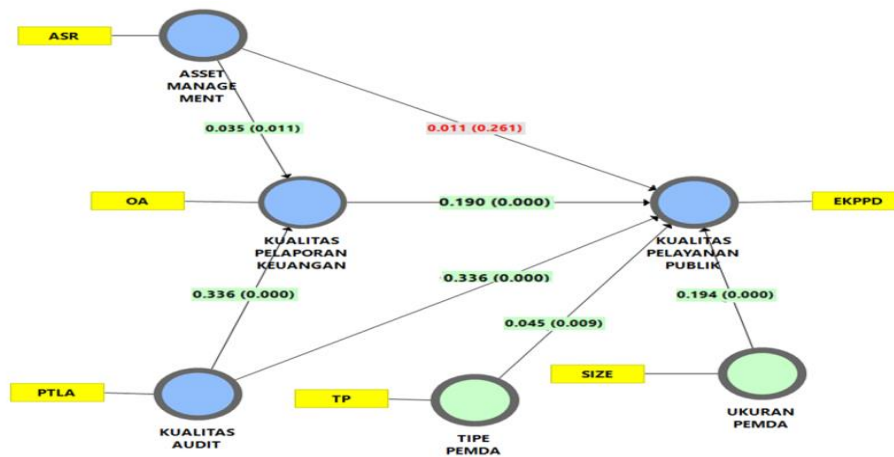 ASR
ASSET
MANAGE
MENT
0.035 (0.011)
0.011 (0.261)
OA
0.190 (0.000)
EKPPD
KUALITAS
PELAPORAN
KEUANGAN
KUALITAS
PELAYANAN
PUBLIK
0.336 (0.000)
0.336 (0.000)
0.194 (0.000)
0.045 (0.009)
PTLA
TP
SIZE
KUALITAS
AUDIT
TIPE
PEMDA
UKURAN
PEMDA